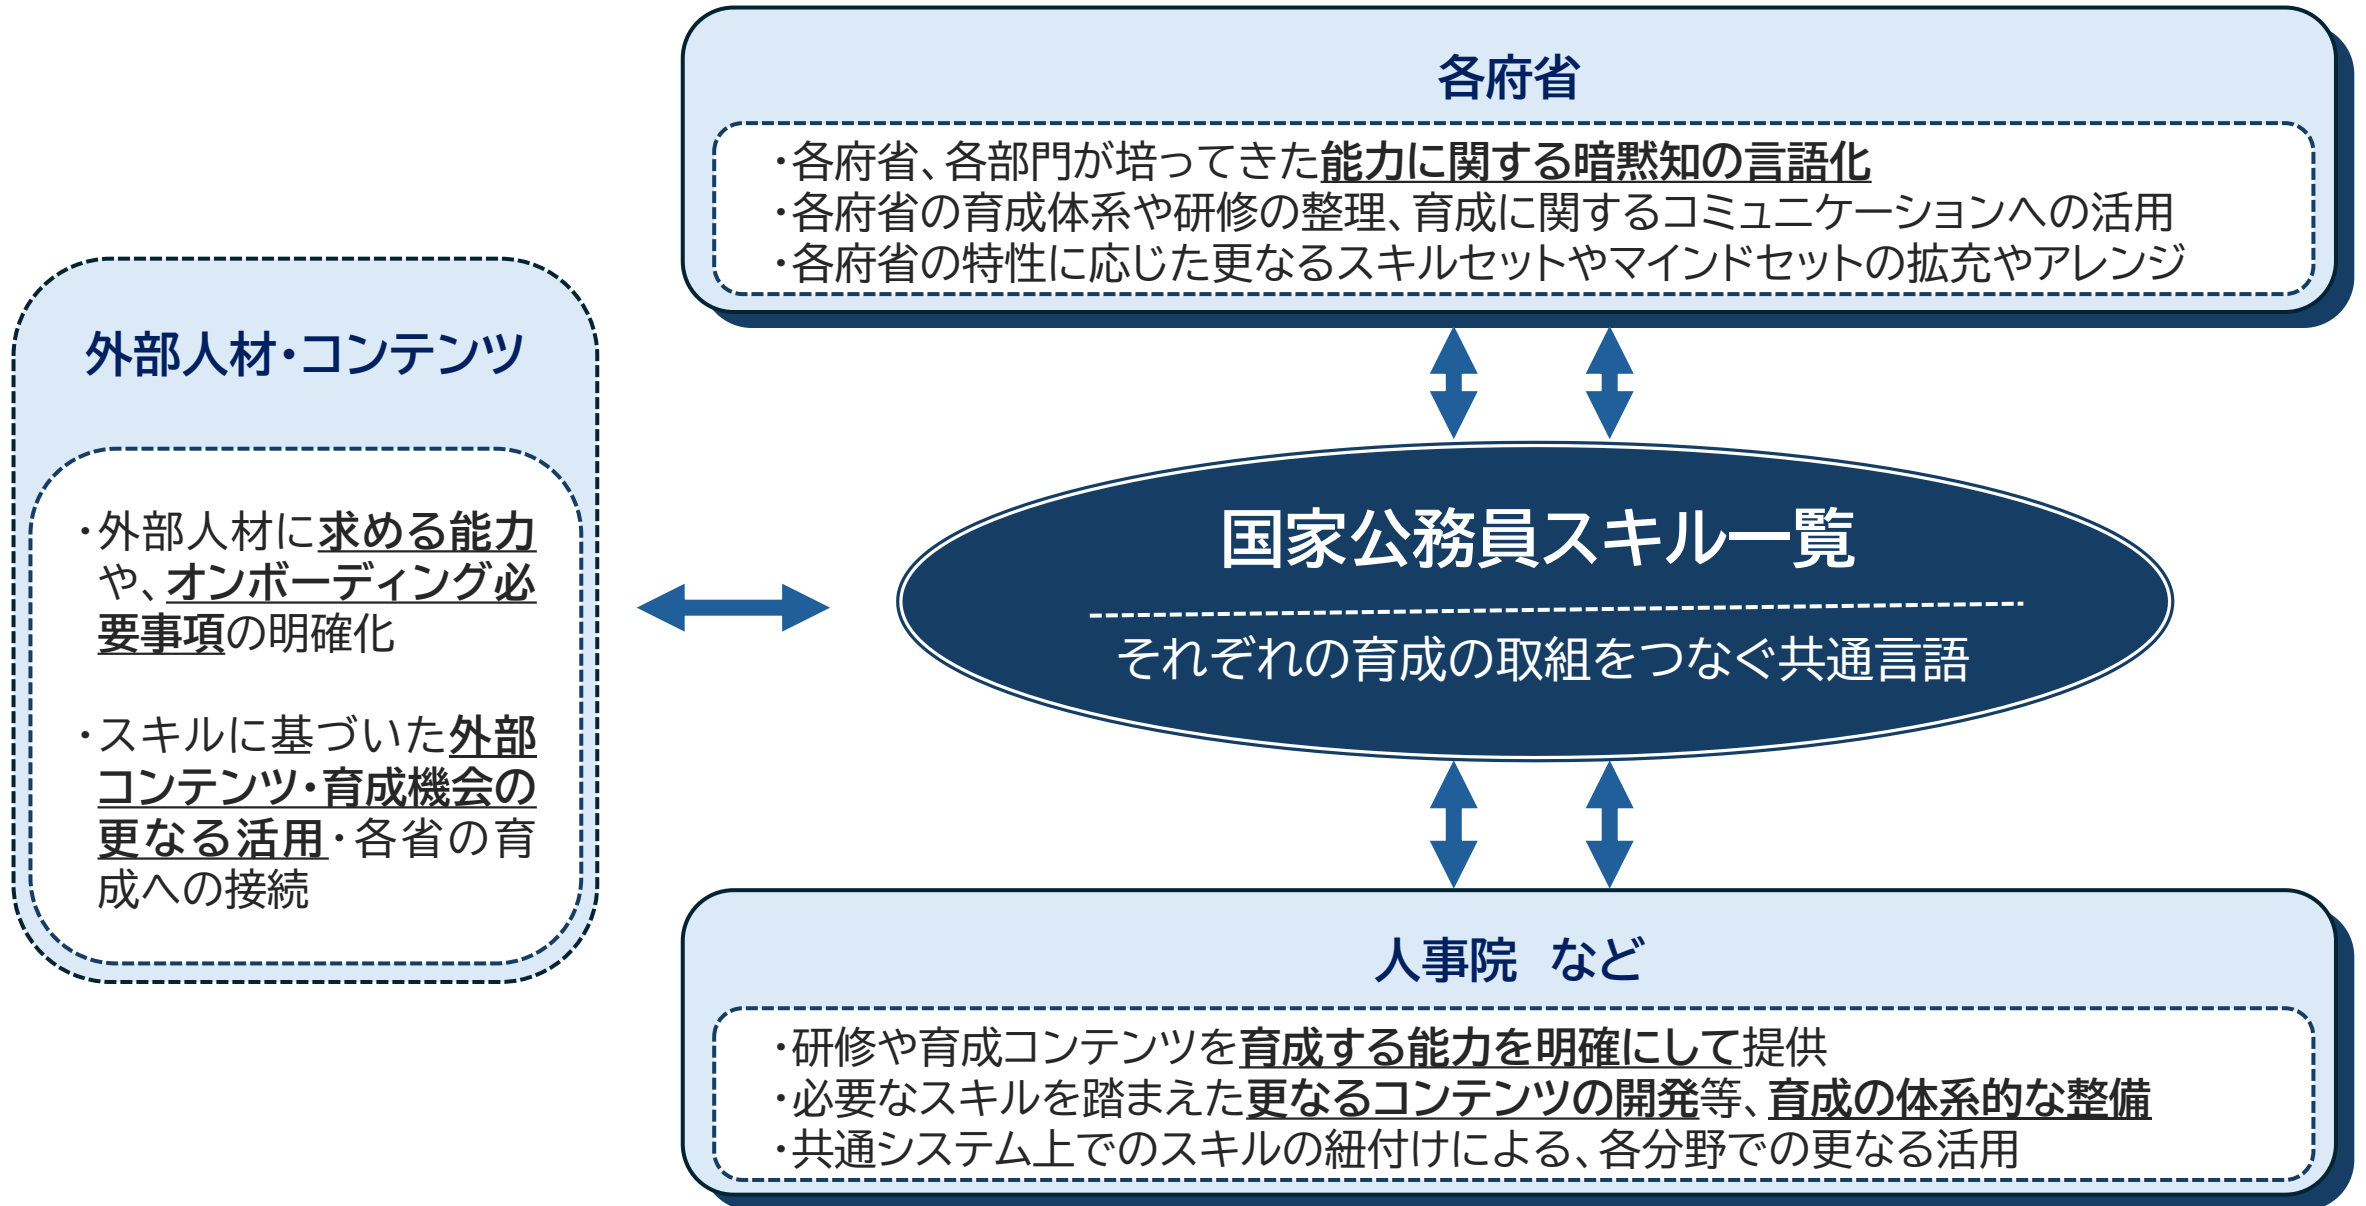 各府省
・各府省、各部門が培ってきた能力に関する暗黙知の言語化
・各府省の育成体系や研修の整理、育成に関するコミュニケーションへの活用
・各府省の特性に応じた更なるスキルセットやマインドセットの拡充やアレンジ
外部人材・コンテンツ
・外部人材に求める能力
や、オンボーディング必
要事項の明確化
・スキルに基づいた外部
コンテンツ・育成機会の
更なる活用・各省の育
成への接続
国家公務員スキル一覧
それぞれの育成の取組をつなぐ共通言語
人事院　など
・研修や育成コンテンツを育成する能力を明確にして提供
・必要なスキルを踏まえた更なるコンテンツの開発等、育成の体系的な整備
・共通システム上でのスキルの紐付けによる、各分野での更なる活用